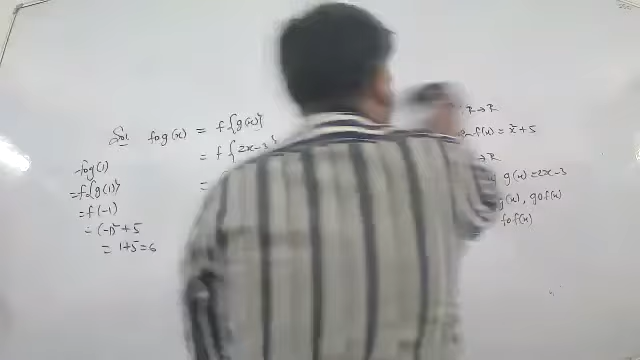 Sol fog(x) = f{g(x)}
= f{2x-3}
=
fog(1)
= f{g(1)}
= f(-1)
= (-1)² + 5
= 1+5 = 6
R → R
f(x) = x² + 5
→ R
g(x) = 2x-3
g(x), gof(x)
fof(x)